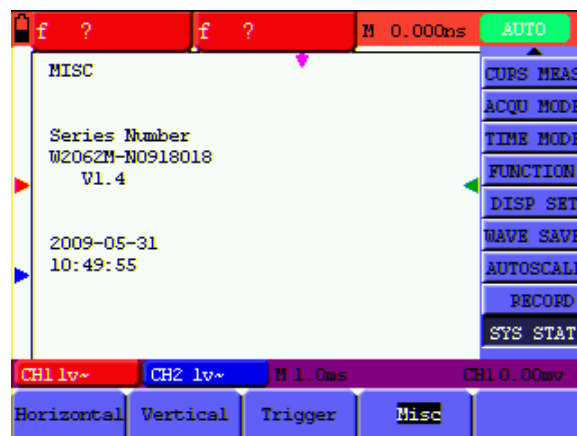 f ? f ? M 0.000ns AUTO
MISC
Series Number
W2062M-N0918018
V1.4
2009-05-31
10:49:55
CURS MEAS
ACQU MODE
TIME MODE
FUNCTION
DISP SET
WAVE SAVE
AUTOSCALE
RECORD
SYS STAT
CH1 1v~ CH2 1v~ M 1.0ms CH1 0.00mv
Horizontal Vertical Trigger Misc